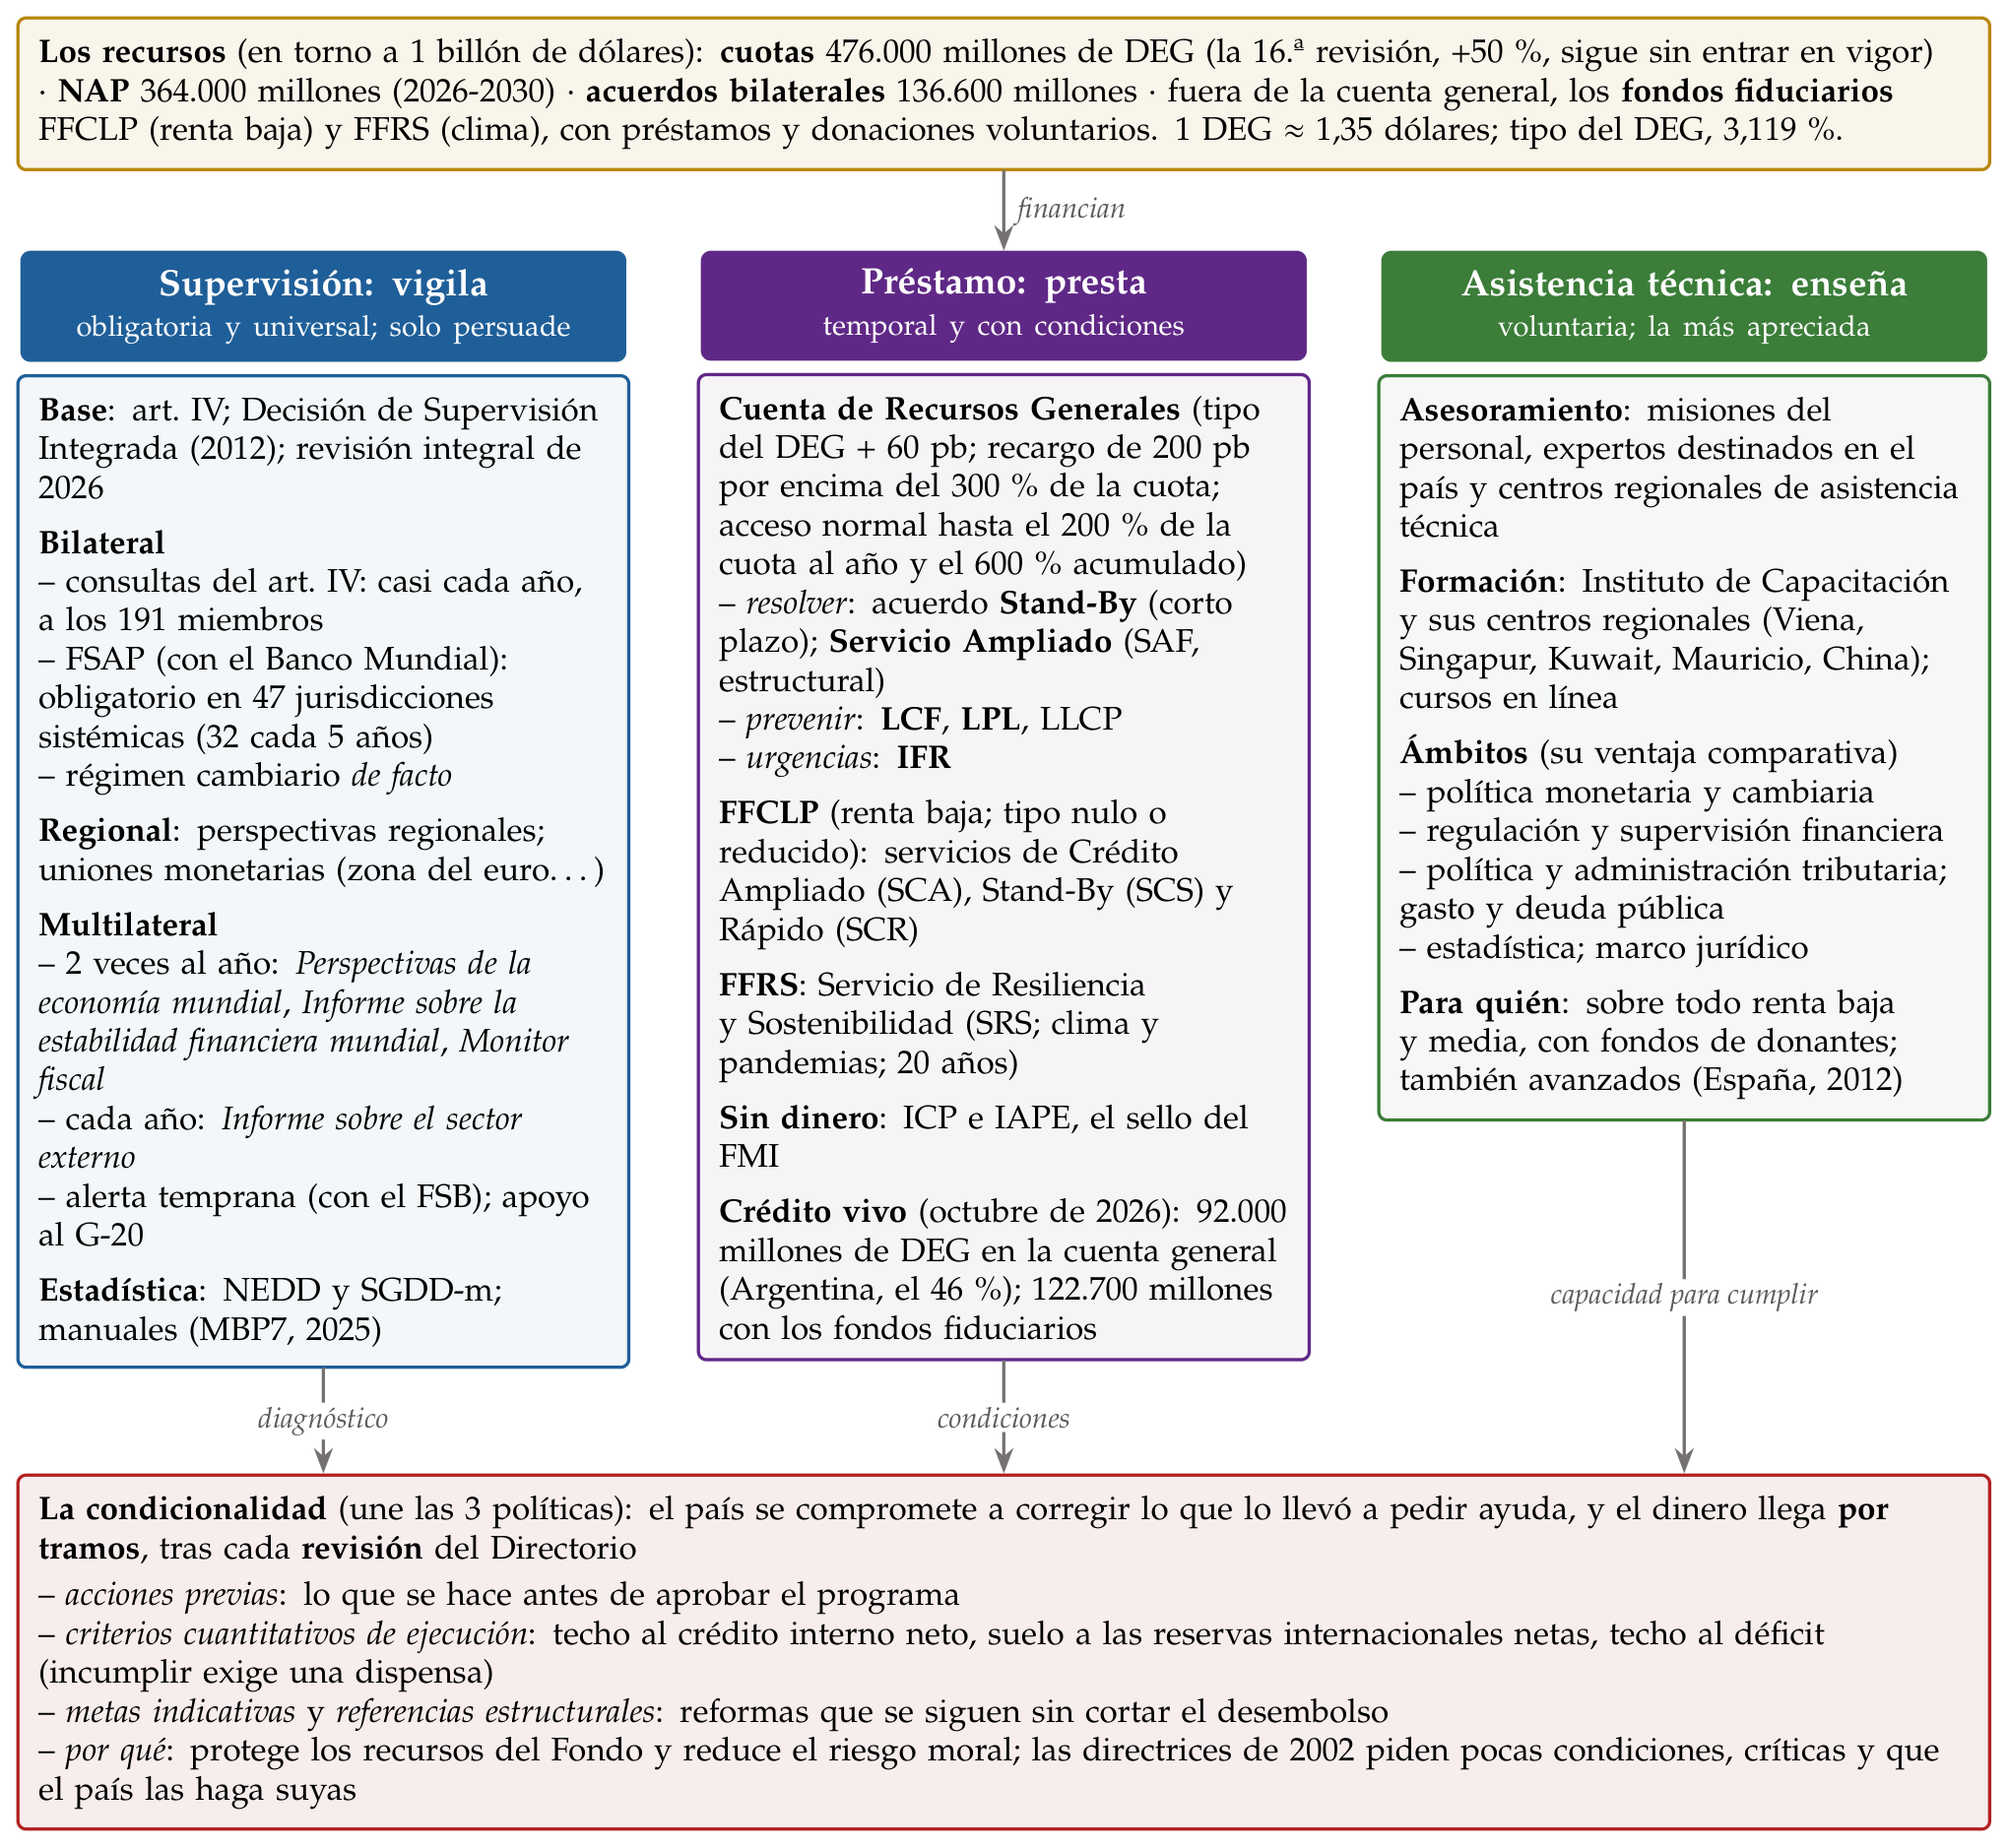 Los recursos (en torno a 1 billón de dólares): cuotas 476.000 millones de DEG (la 16.ª revisión, +50 %, sigue sin entrar en vigor)
· NAP 364.000 millones (2026-2030) · acuerdos bilaterales 136.600 millones · fuera de la cuenta general, los fondos fiduciarios
FFCLP (renta baja) y FFRS (clima), con préstamos y donaciones voluntarios. 1 DEG ≈ 1,35 dólares; tipo del DEG, 3,119 %.
financian
Supervisión: vigila
obligatoria y universal; solo persuade
Base: art. IV; Decisión de Supervisión
Integrada (2012); revisión integral de
2026
Bilateral
– consultas del art. IV: casi cada año,
a los 191 miembros
– FSAP (con el Banco Mundial):
obligatorio en 47 jurisdicciones
sistémicas (32 cada 5 años)
– régimen cambiario de facto
Regional: perspectivas regionales;
uniones monetarias (zona del euro...)
Multilateral
– 2 veces al año: Perspectivas de la
economía mundial, Informe sobre la
estabilidad financiera mundial, Monitor
fiscal
– cada año: Informe sobre el sector
externo
– alerta temprana (con el FSB); apoyo
al G-20
Estadística: NEDD y SGDD-m;
manuales (MBP7, 2025)
Préstamo: presta
temporal y con condiciones
Cuenta de Recursos Generales (tipo
del DEG + 60 pb; recargo de 200 pb
por encima del 300 % de la cuota;
acceso normal hasta el 200 % de la
cuota al año y el 600 % acumulado)
– resolver: acuerdo Stand-By (corto
plazo); Servicio Ampliado (SAF,
estructural)
– prevenir: LCF, LPL, LLCP
– urgencias: IFR
FFCLP (renta baja; tipo nulo o
reducido): servicios de Crédito
Ampliado (SCA), Stand-By (SCS) y
Rápido (SCR)
FFRS: Servicio de Resiliencia
y Sostenibilidad (SRS; clima y
pandemias; 20 años)
Sin dinero: ICP e IAPE, el sello del
FMI
Crédito vivo (octubre de 2026): 92.000
millones de DEG en la cuenta general
(Argentina, el 46 %); 122.700 millones
con los fondos fiduciarios
Asistencia técnica: enseña
voluntaria; la más apreciada
Asesoramiento: misiones del
personal, expertos destinados en el
país y centros regionales de asistencia
técnica
Formación: Instituto de Capacitación
y sus centros regionales (Viena,
Singapur, Kuwait, Mauricio, China);
cursos en línea
Ámbitos (su ventaja comparativa)
– política monetaria y cambiaria
– regulación y supervisión financiera
– política y administración tributaria;
gasto y deuda pública
– estadística; marco jurídico
Para quién: sobre todo renta baja
y media, con fondos de donantes;
también avanzados (España, 2012)
diagnóstico
condiciones
capacidad para cumplir
La condicionalidad (une las 3 políticas): el país se compromete a corregir lo que lo llevó a pedir ayuda, y el dinero llega por
tramos, tras cada revisión del Directorio
– acciones previas: lo que se hace antes de aprobar el programa
– criterios cuantitativos de ejecución: techo al crédito interno neto, suelo a las reservas internacionales netas, techo al déficit
(incumplir exige una dispensa)
– metas indicativas y referencias estructurales: reformas que se siguen sin cortar el desembolso
– por qué: protege los recursos del Fondo y reduce el riesgo moral; las directrices de 2002 piden pocas condiciones, críticas y que
el país las haga suyas